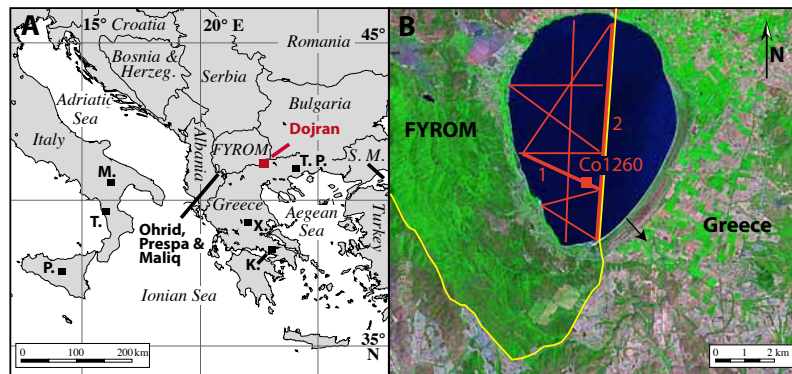 A
15°
20° E
45°
Croatia
Romania
Bosnia &
Herzeg.
Serbia
Adriatic
Sea
Bulgaria
Italy
Dojran
Albania
FYROM
S. M.
T. P.
M.
T.
Ohrid,
Prespa &
Maliq
Greece
X.
Aegean
Sea
Turkey
K.
P.
Ionian Sea
35°
N
0
100
200 km
B
N
FYROM
2
Co1260
1
Greece
0
1
2 km